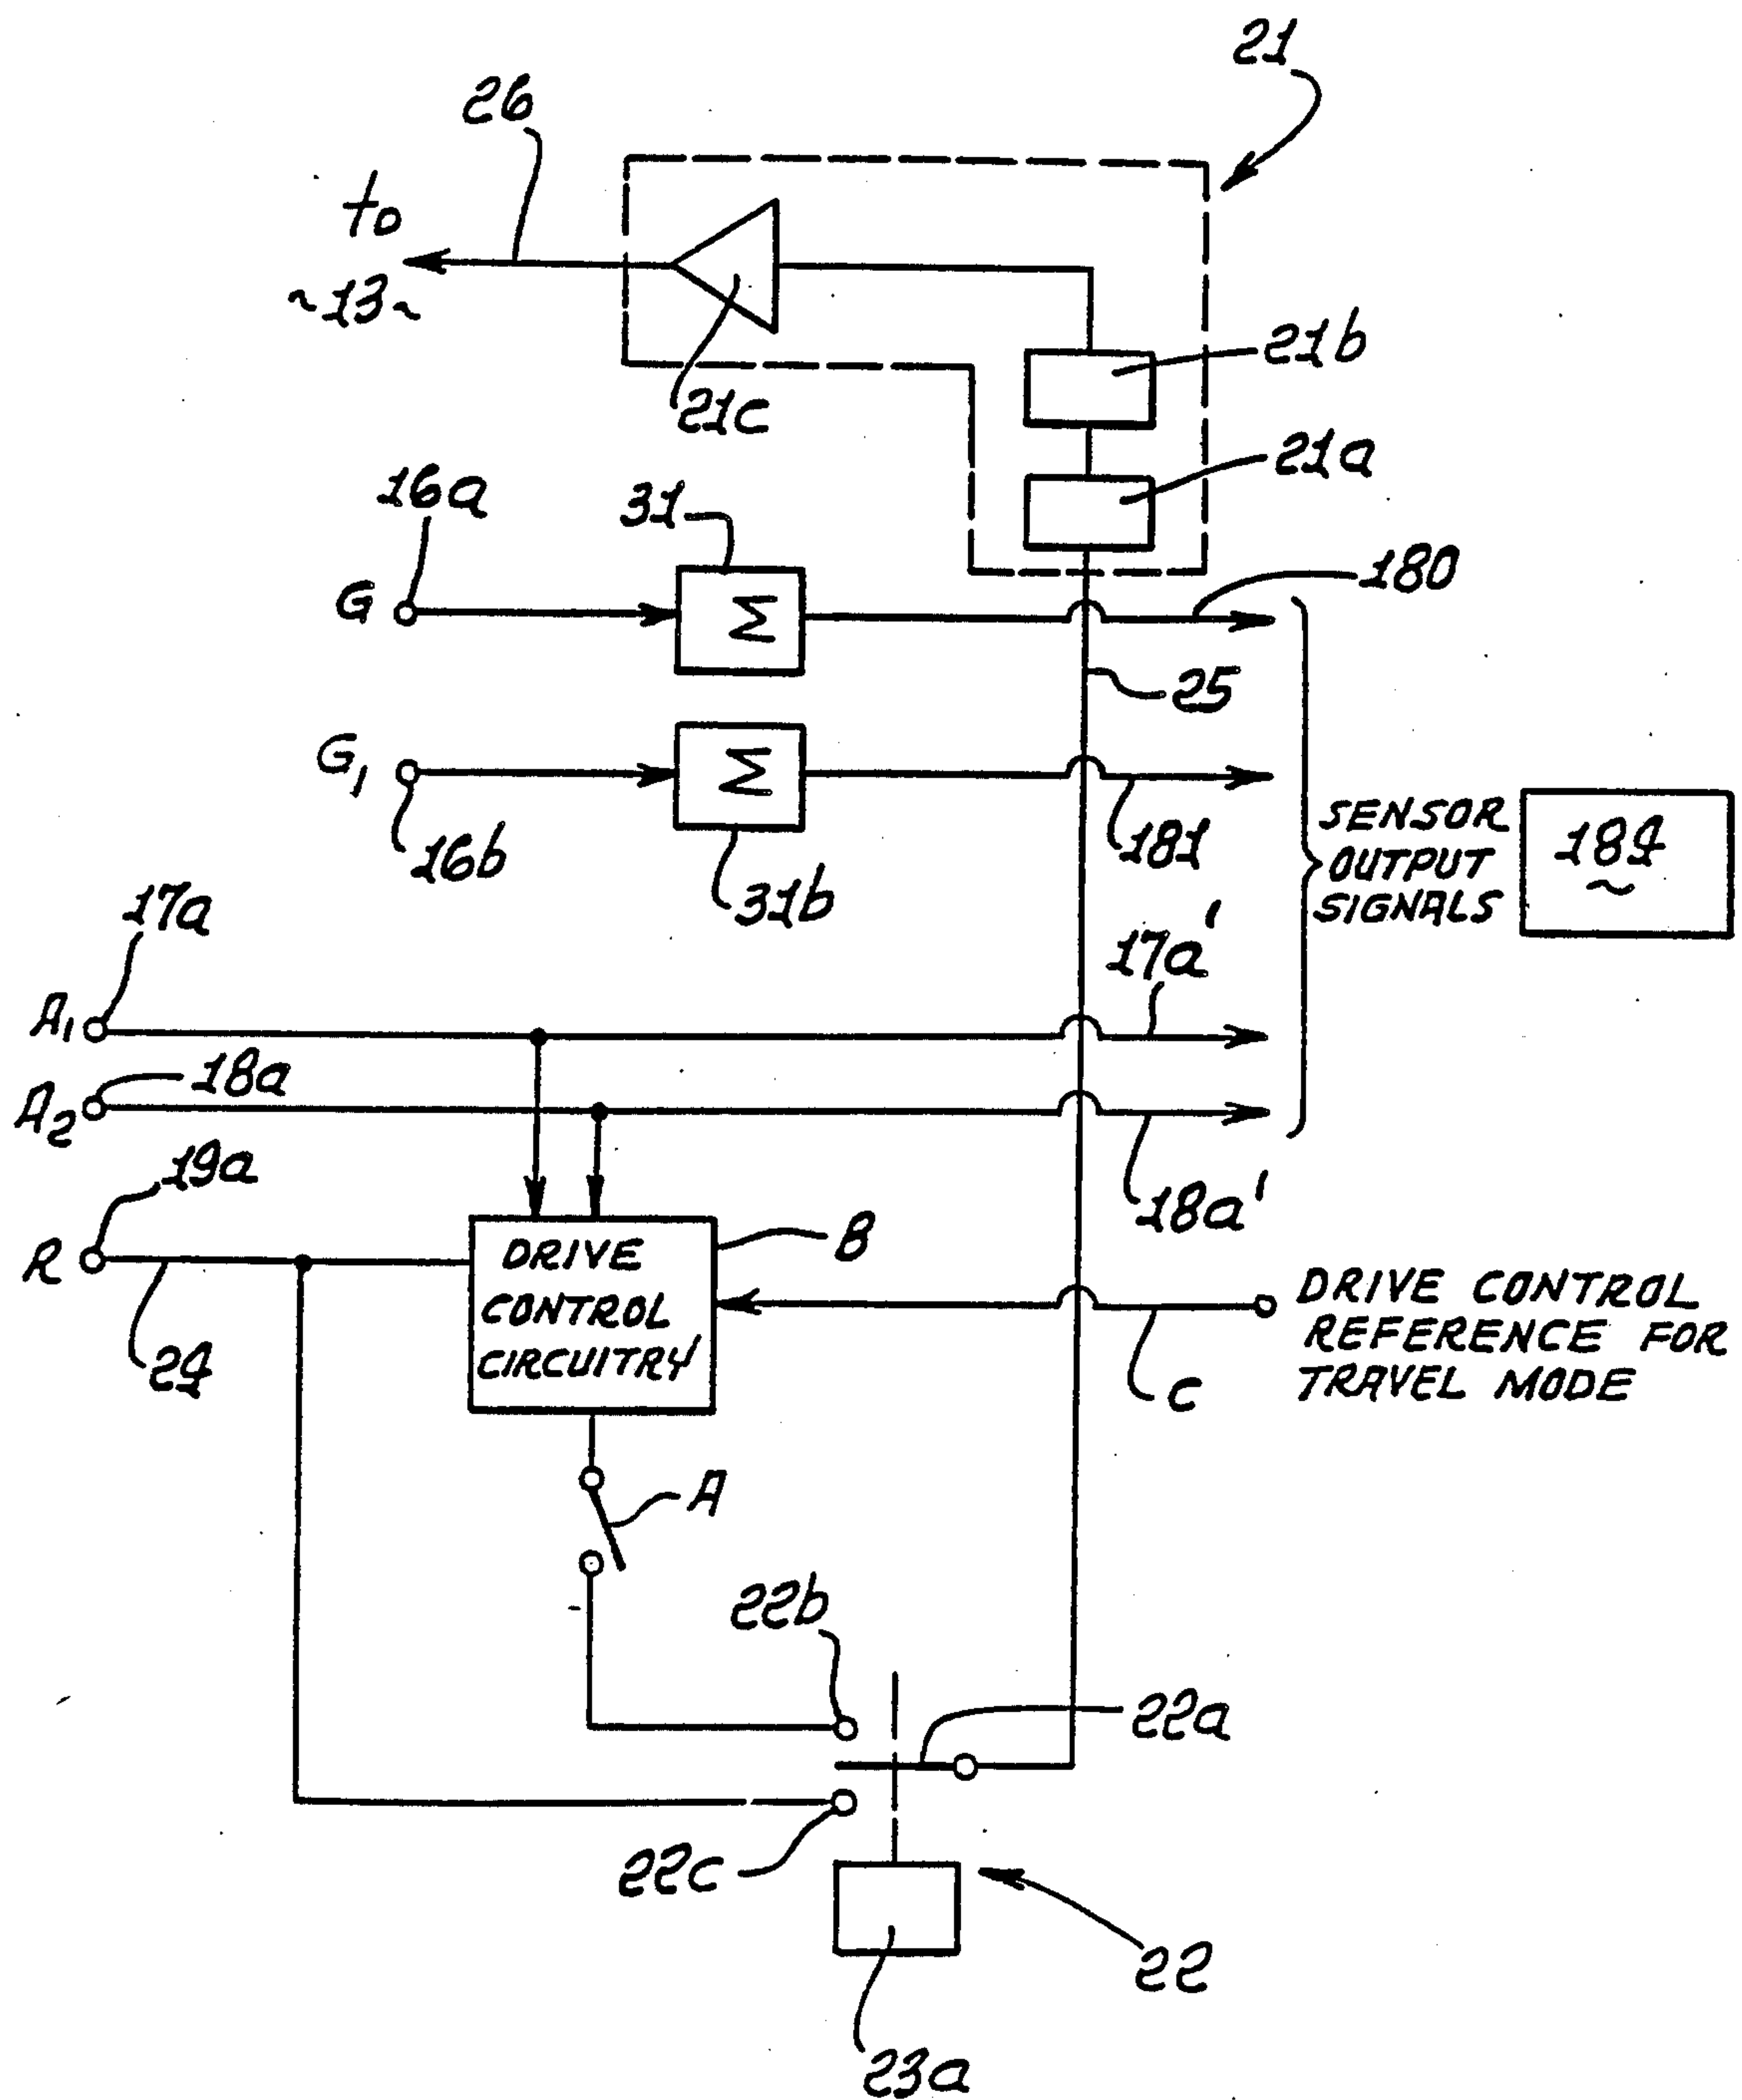 21
26
to
~13~
21c
21b
21a
16a
31
G
Σ
180
25
G1
Σ
16b
31b
181
SENSOR
OUTPUT
SIGNALS
184
17a
17a'
A1
18a
A2
18a'
19a
R
24
DRIVE
CONTROL
CIRCUITRY
B
DRIVE CONTROL
REFERENCE FOR
TRAVEL MODE
C
A
22b
22a
22c
22
23a